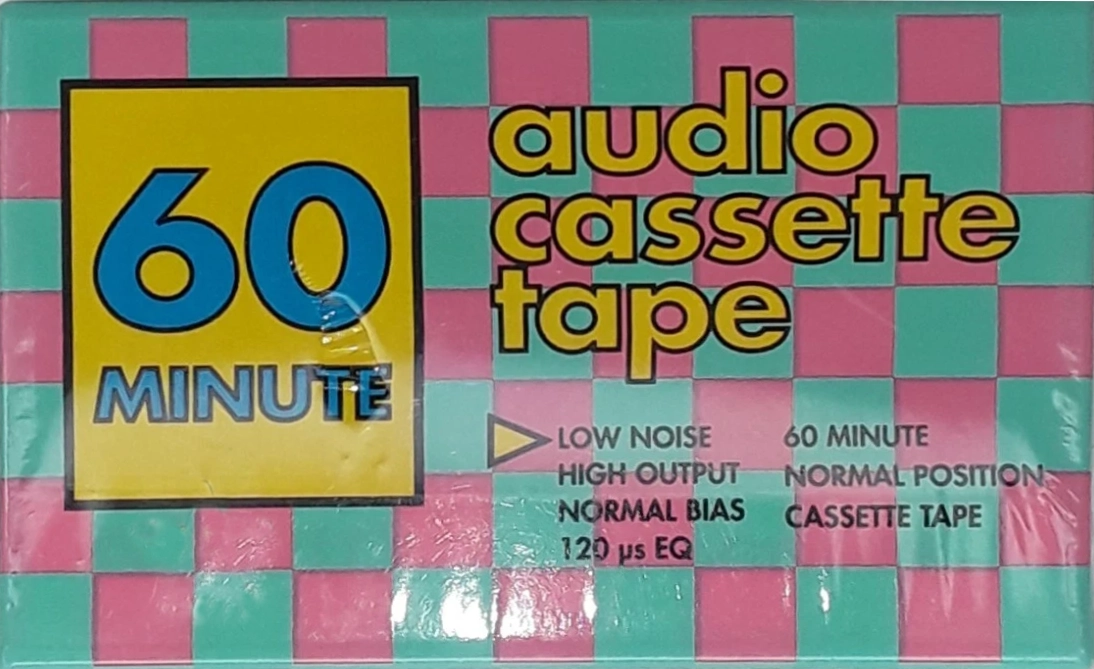 60
MINUTE
audio
cassette
tape
LOW NOISE
HIGH OUTPUT
NORMAL BIAS
120 µs EQ
60 MINUTE
NORMAL POSITION
CASSETTE TAPE